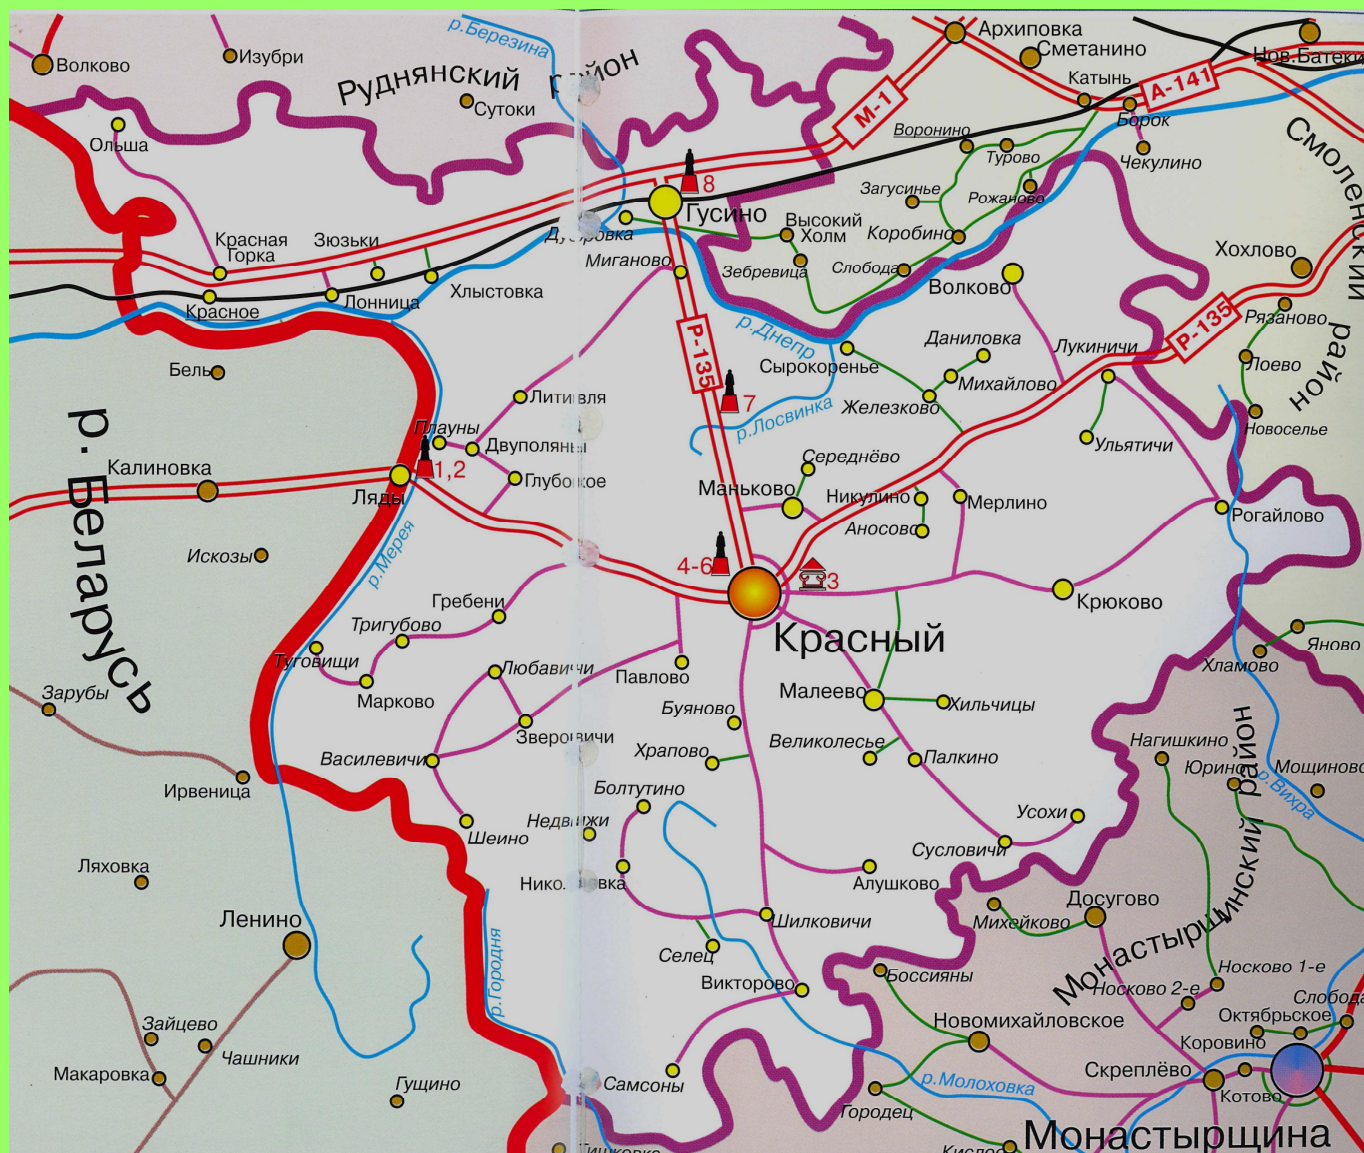 р.Березина
Архиповка
Волково
Изубри
Руднянский район
Сметанино
Нов.Батеки
Сутоки
Катынь
А-141
М-1
Борок
Ольша
Воронино
Турово
Чекулино
Смоленский район
8
Загусинье
Рожаново
Гусино
Высокий
Холм
Красная
Горка
Зюзьки
Дубровка
Коробино
Хохлово
Миганово
Зебревица
Слобода
Волково
Хлыстовка
Лонница
Красное
Рязаново
р.Днепр
Р-135
Р-135
Даниловка
Лукиничи
Бель
Сырокоренье
Лоево
Михайлово
Литивля
7
Железково
р.Лосвинка
р. Беларусь
Плауны
Двуполяны
Ульятичи
Новоселье
Калиновка
1,2
Середнёво
Глубокое
Маньково
Никулино
Мерлино
Ляды
Аносово
Рогайлово
р.Мерея
Искозы
4-6
3
Гребени
Крюково
Тригубово
Красный
Яново
Туговищи
Любавичи
Хламово
Павлово
Зарубы
Марково
Малеево
Хильчицы
Буяново
Зверовичи
Великолесье
Нагишкино
Храпово
Василевичи
Палкино
Юрино
Мощиново
р.Вихра
Ирвеница
Болтутино
Усохи
Недвижи
Шеино
Сусловичи
Ляховка
Алушково
Монастырщинский район
Досугово
Ленино
Шилковичи
Михейково
Селец
р.Городня
Викторово
Боссияны
Носково 1-е
Носково 2-е
Слобода
Зайцево
Новомихайловское
Октябрьское
Чашники
Коровино
Макаровка
Гущино
Самсоны
р.Молоховка
Скреплёво
Котово
Городец
Монастырщина